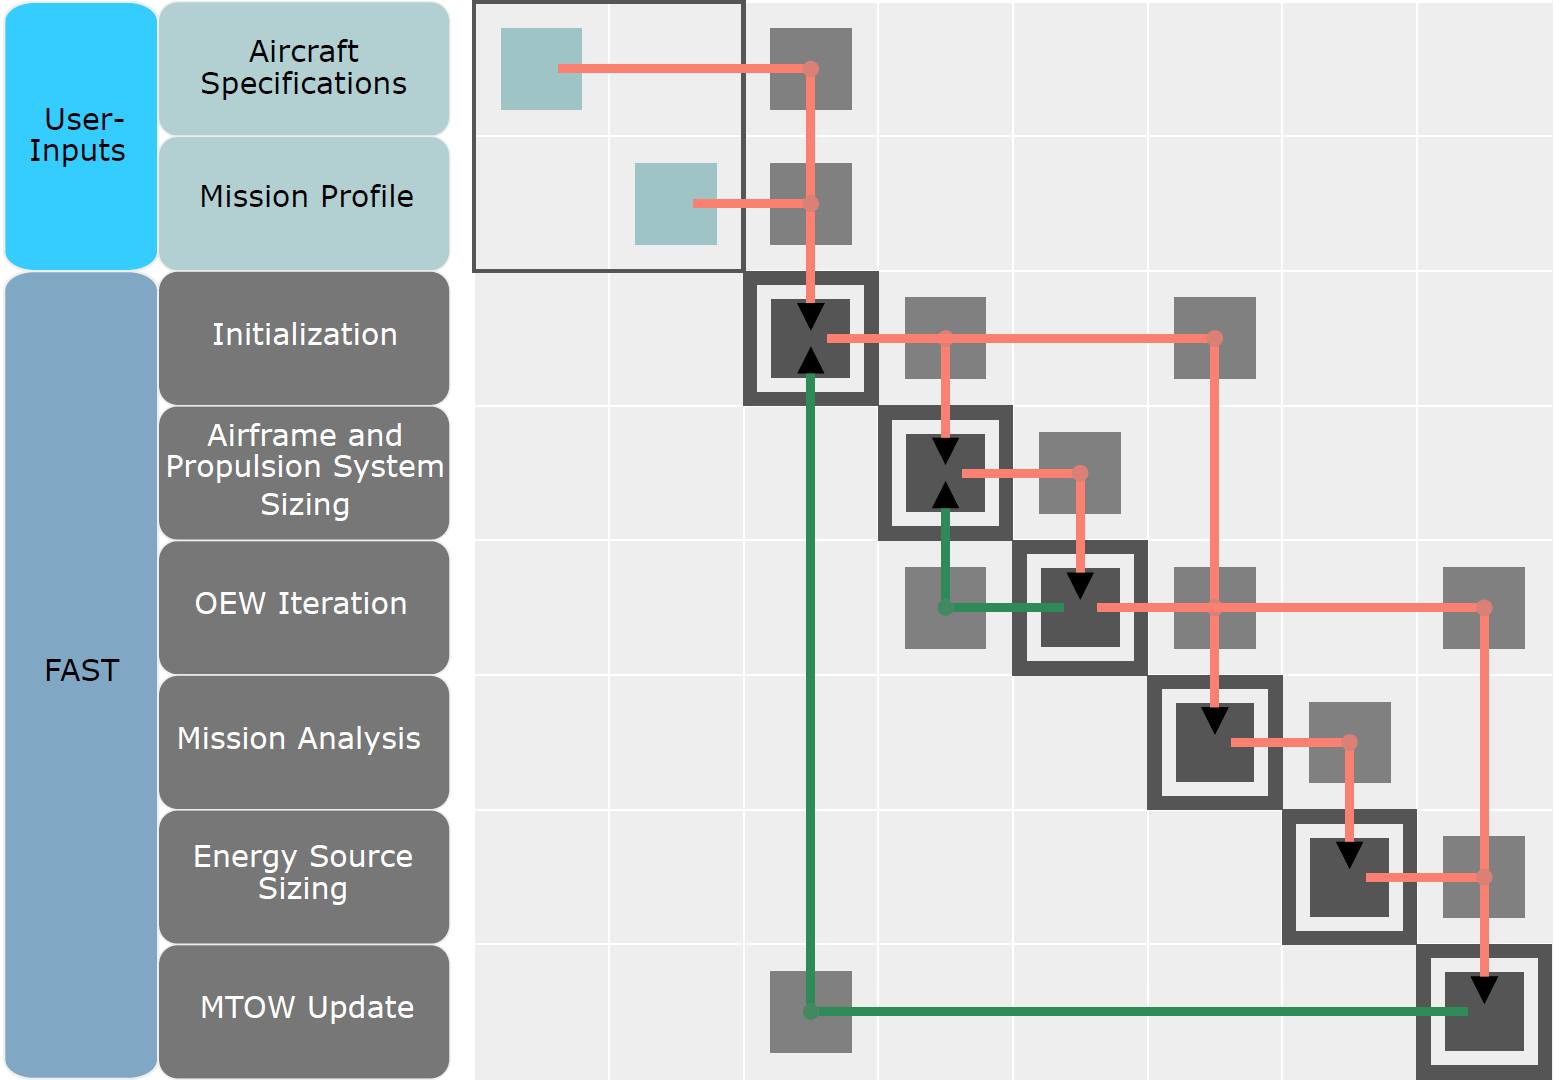 User-
Inputs
Aircraft
Specifications
Mission Profile
FAST
Initialization
Airframe and
Propulsion System
Sizing
OEW Iteration
Mission Analysis
Energy Source
Sizing
MTOW Update